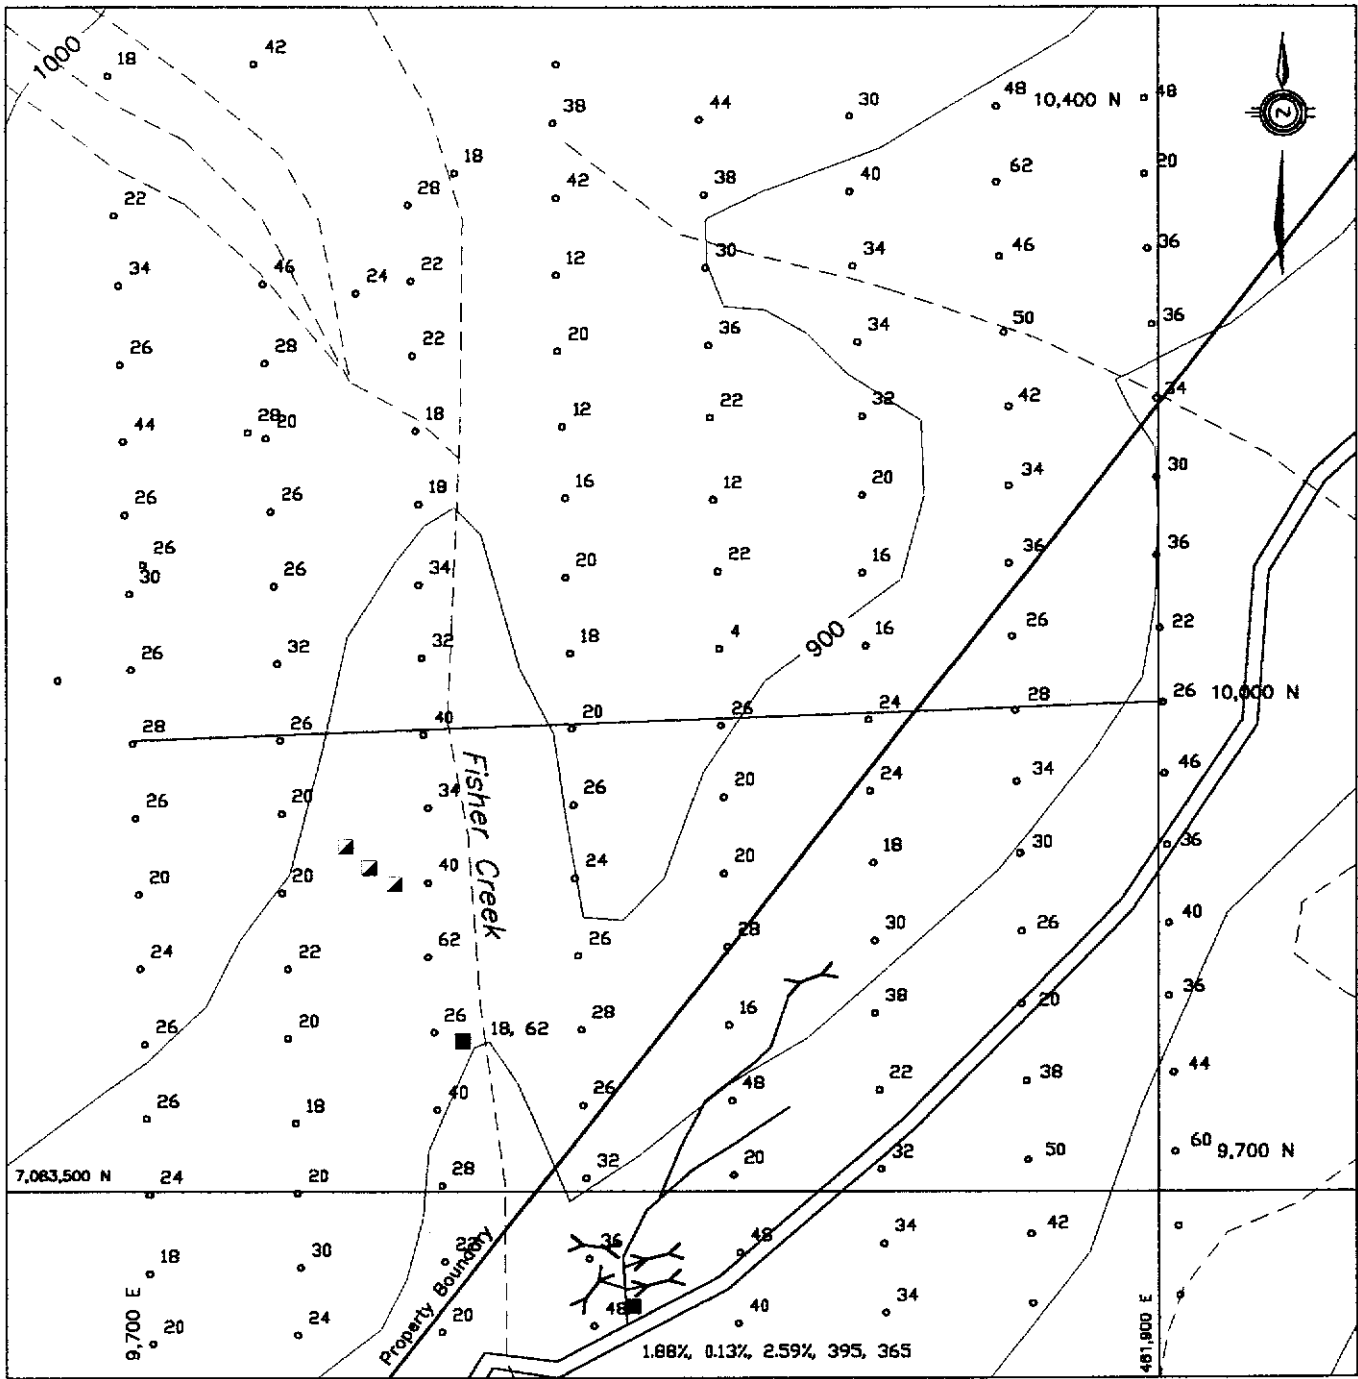 1000
18 42
38 44 30 48 10,400 N 48
18 28 42 38 40 62 20
22
34 46 24 22 12 30 34 46 36
26 28 22 20 36 34 50 36
44 28 20 18 12 22 32 42 34
26 26 18 16 12 20 34 30
26
30 26 34 20 22 16 36 36
26 32 32 18 4 900 16 26 22
28 26 40 20 26 24 28 26 10,000 N
26 20 34 26 20 24 34 46
Fisher Creek
20 20 40 24 20 18 30 36
24 22 62 26 28 30 26 40
26 20 26 18, 62 28 16 38 20 36
26 18 40 26 48 22 38 44
7,083,500 N 24 20 28 32 20 32 50 60 9,700 N
18 30 22 36 48 34 42
20 24 20 48 40 34
9,700 E
Property Boundary
1.88%, 0.13%, 2.59%, 395, 365
461,900 E
N